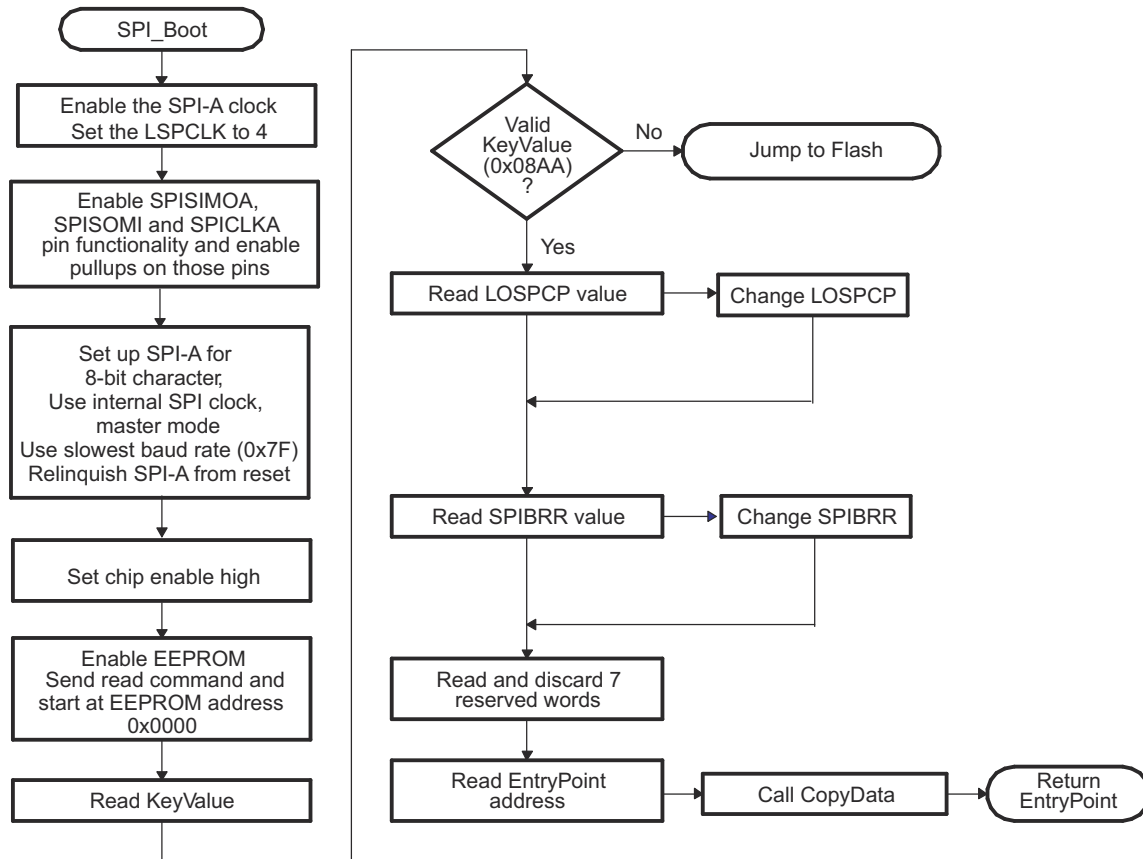 SPI_Boot
Enable the SPI-A clock
Set the LSPCLK to 4
Enable SPISIMOA,
SPISOMI and SPICLKA
pin functionality and enable
pullups on those pins
Set up SPI-A for
8-bit character,
Use internal SPI clock,
master mode
Use slowest baud rate (0x7F)
Relinquish SPI-A from reset
Set chip enable high
Enable EEPROM
Send read command and
start at EEPROM address
0x0000
Read KeyValue
Valid
KeyValue
(0x08AA)
?
No
Jump to Flash
Yes
Read LOSPCP value
Change LOSPCP
Read SPIBRR value
Change SPIBRR
Read and discard 7
reserved words
Read EntryPoint
address
Call CopyData
Return
EntryPoint